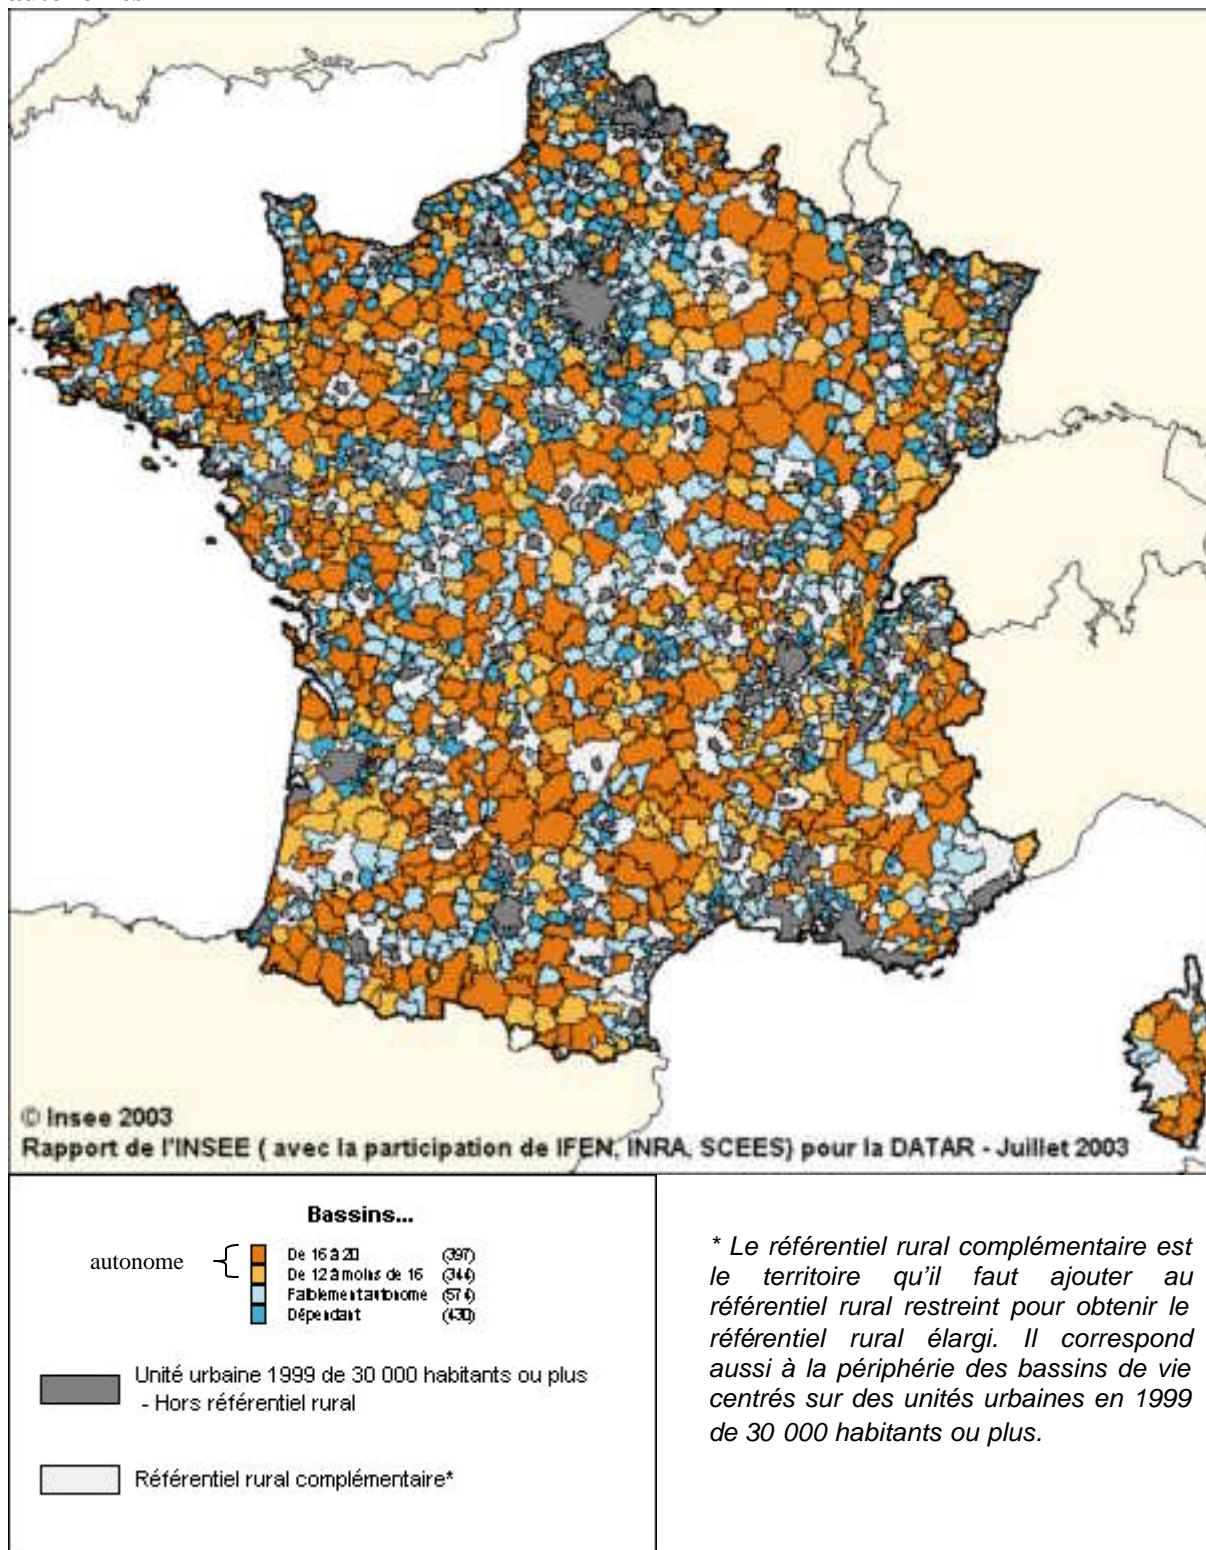 © Insee 2003
Rapport de l'INSEE ( avec la participation de IFEN, INRA, SCEES) pour la DATAR - Juillet 2003
Bassins...
autonome
De 16 à 20 (397)
De 12 à moins de 16 (344)
Faiblement autonome (574)
Dépendant (430)
Unité urbaine 1999 de 30 000 habitants ou plus
- Hors référentiel rural
Référentiel rural complémentaire*
* Le référentiel rural complémentaire est
le territoire qu'il faut ajouter au
référentiel rural restreint pour obtenir le
référentiel rural élargi. Il correspond
aussi à la périphérie des bassins de vie
centrés sur des unités urbaines en 1999
de 30 000 habitants ou plus.